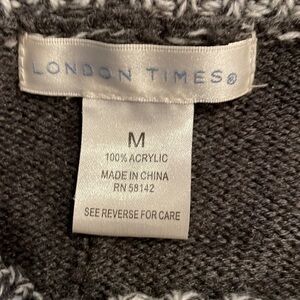 LONDON TIMES®
M
100% ACRYLIC
MADE IN CHINA
RN 58142
SEE REVERSE FOR CARE